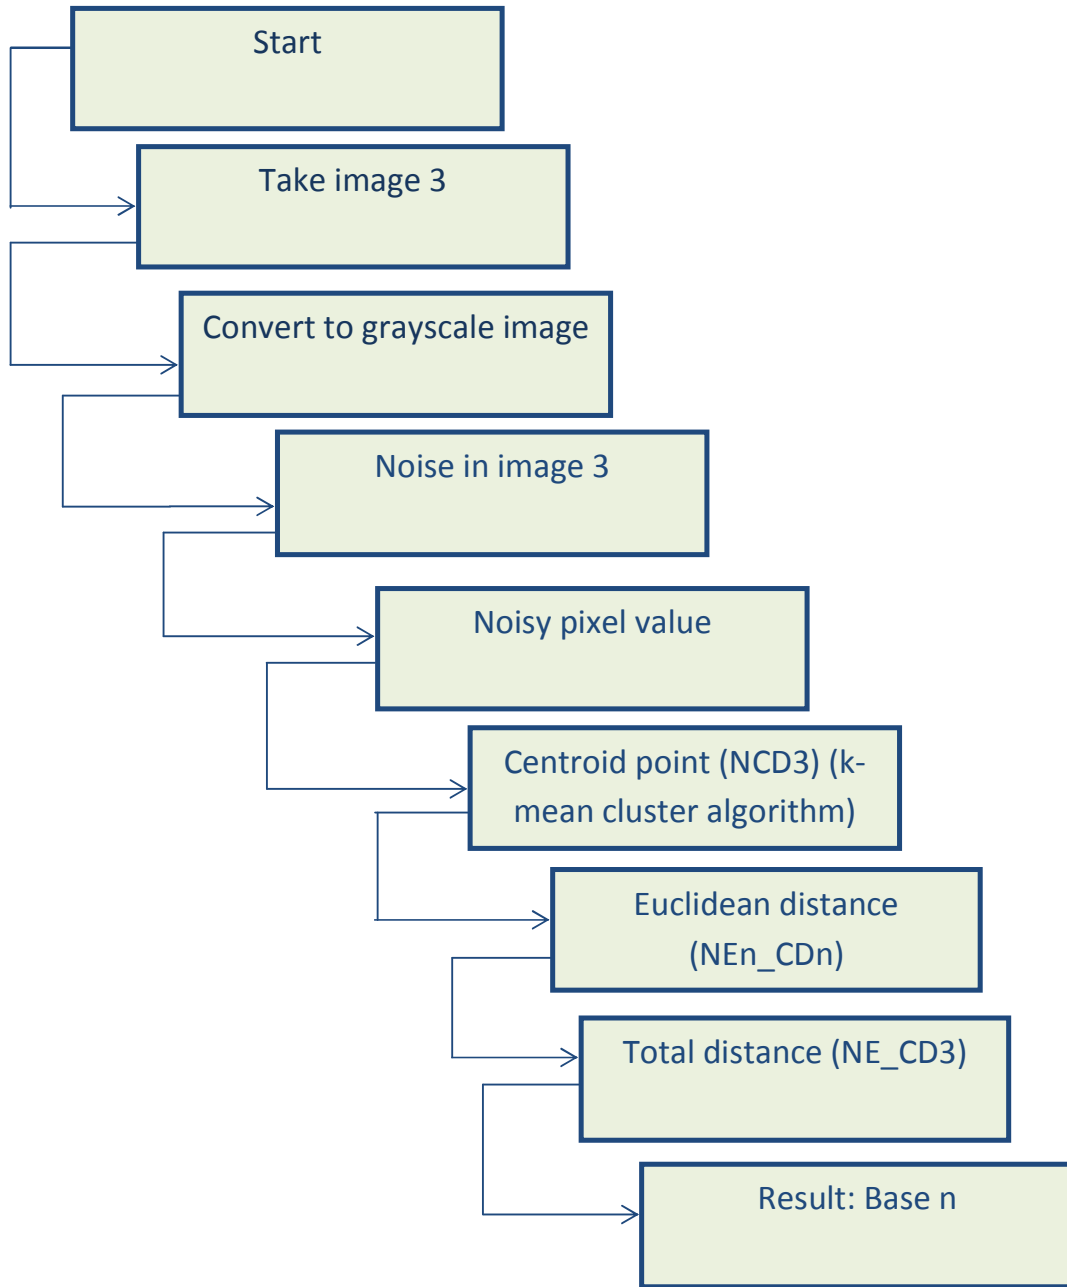 Start
Take image 3
Convert to grayscale image
Noise in image 3
Noisy pixel value
Centroid point (NCD3) (k-
mean cluster algorithm)
Euclidean distance
(NEn_CDn)
Total distance (NE_CD3)
Result: Base n